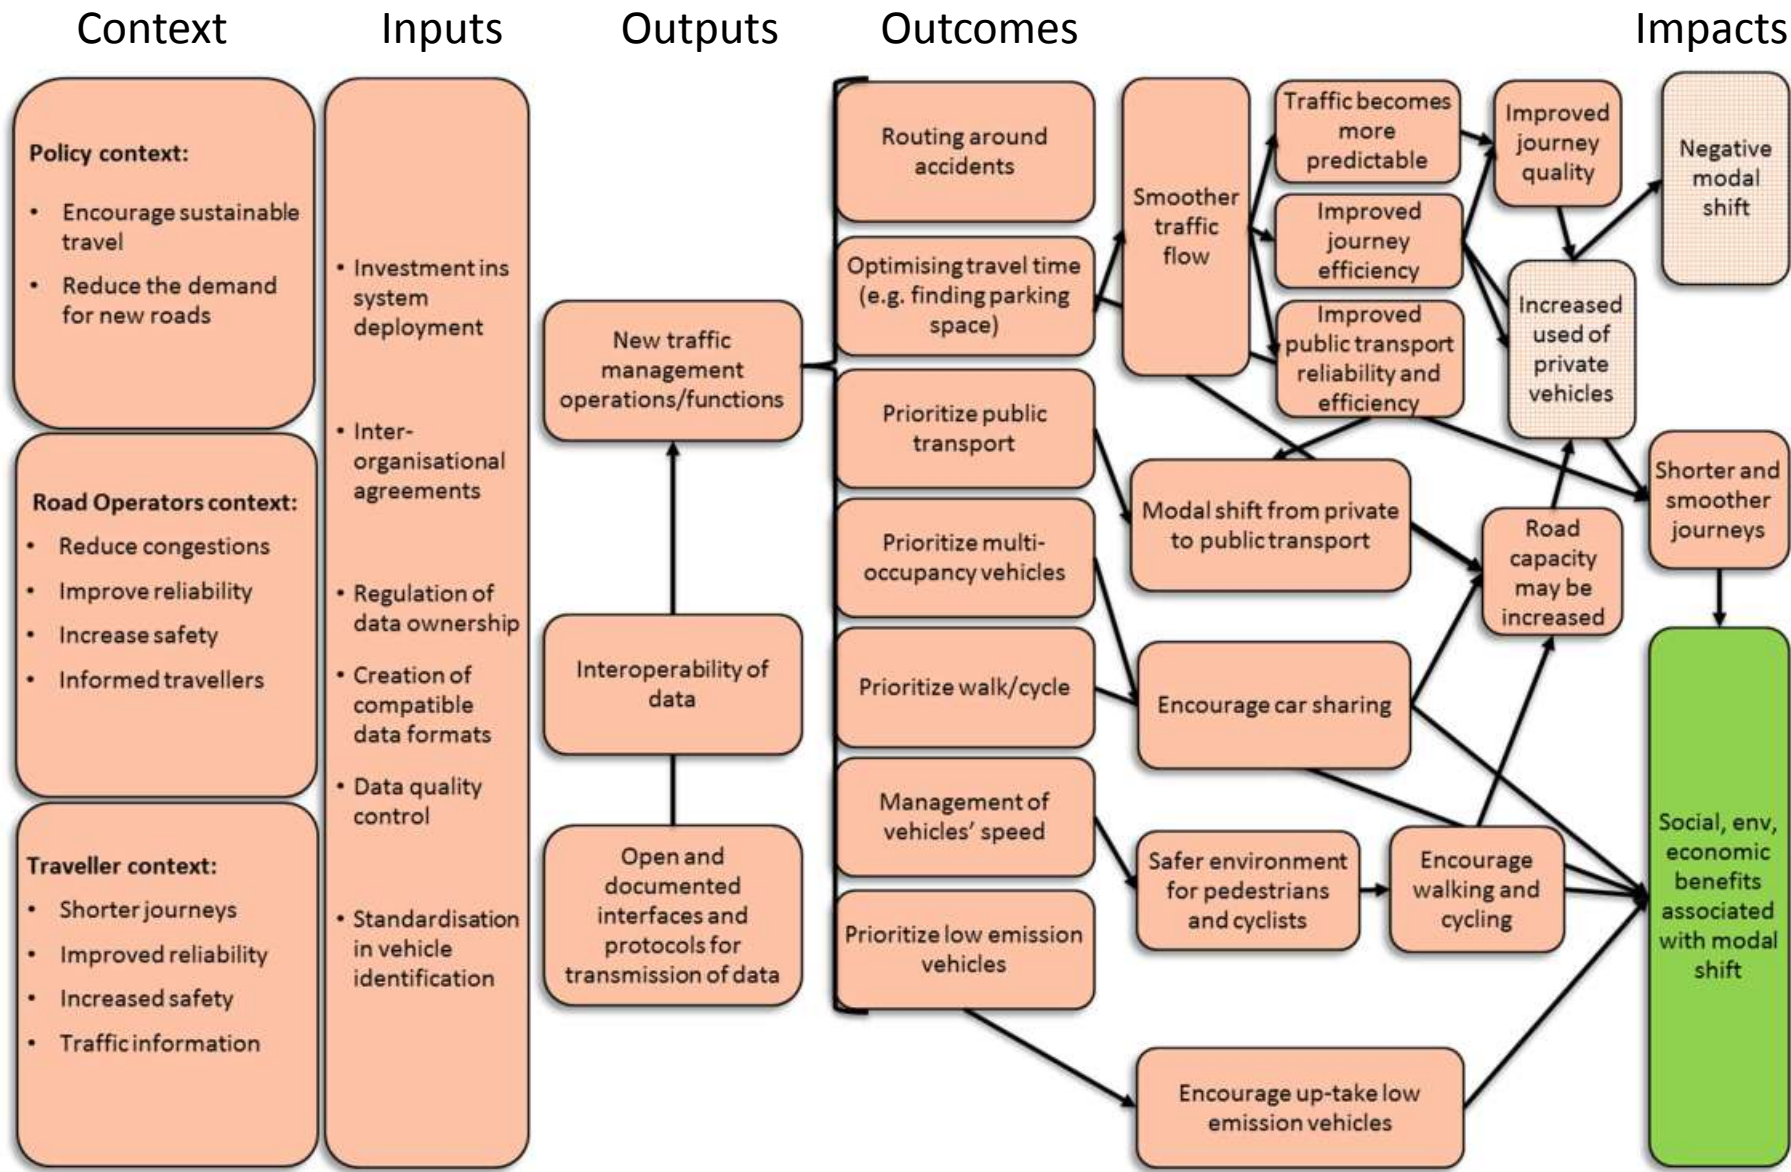 Context
Inputs
Outputs
Outcomes
Impacts
Policy context:
• Encourage sustainable
travel
• Reduce the demand
for new roads
Road Operators context:
• Reduce congestions
• Improve reliability
• Increase safety
• Informed travellers
Traveller context:
• Shorter journeys
• Improved reliability
• Increased safety
• Traffic information
• Investment ins
system
deployment
• Inter-
organisational
agreements
• Regulation of
data ownership
• Creation of
compatible
data formats
• Data quality
control
• Standardisation
in vehicle
identification
New traffic
management
operations/functions
Interoperability of
data
Open and
documented
interfaces and
protocols for
transmission of data
Routing around
accidents
Optimising travel time
(e.g. finding parking
space)
Prioritize public
transport
Prioritize multi-
occupancy vehicles
Prioritize walk/cycle
Management of
vehicles' speed
Prioritize low emission
vehicles
Smoother
traffic
flow
Traffic becomes
more
predictable
Improved
journey
efficiency
Improved
public transport
reliability and
efficiency
Modal shift from private
to public transport
Encourage car sharing
Safer environment
for pedestrians
and cyclists
Encourage
walking and
cycling
Encourage up-take low
emission vehicles
Improved
journey
quality
Increased
used of
private
vehicles
Road
capacity
may be
increased
Negative
modal
shift
Shorter and
smoother
journeys
Social, env,
economic
benefits
associated
with modal
shift